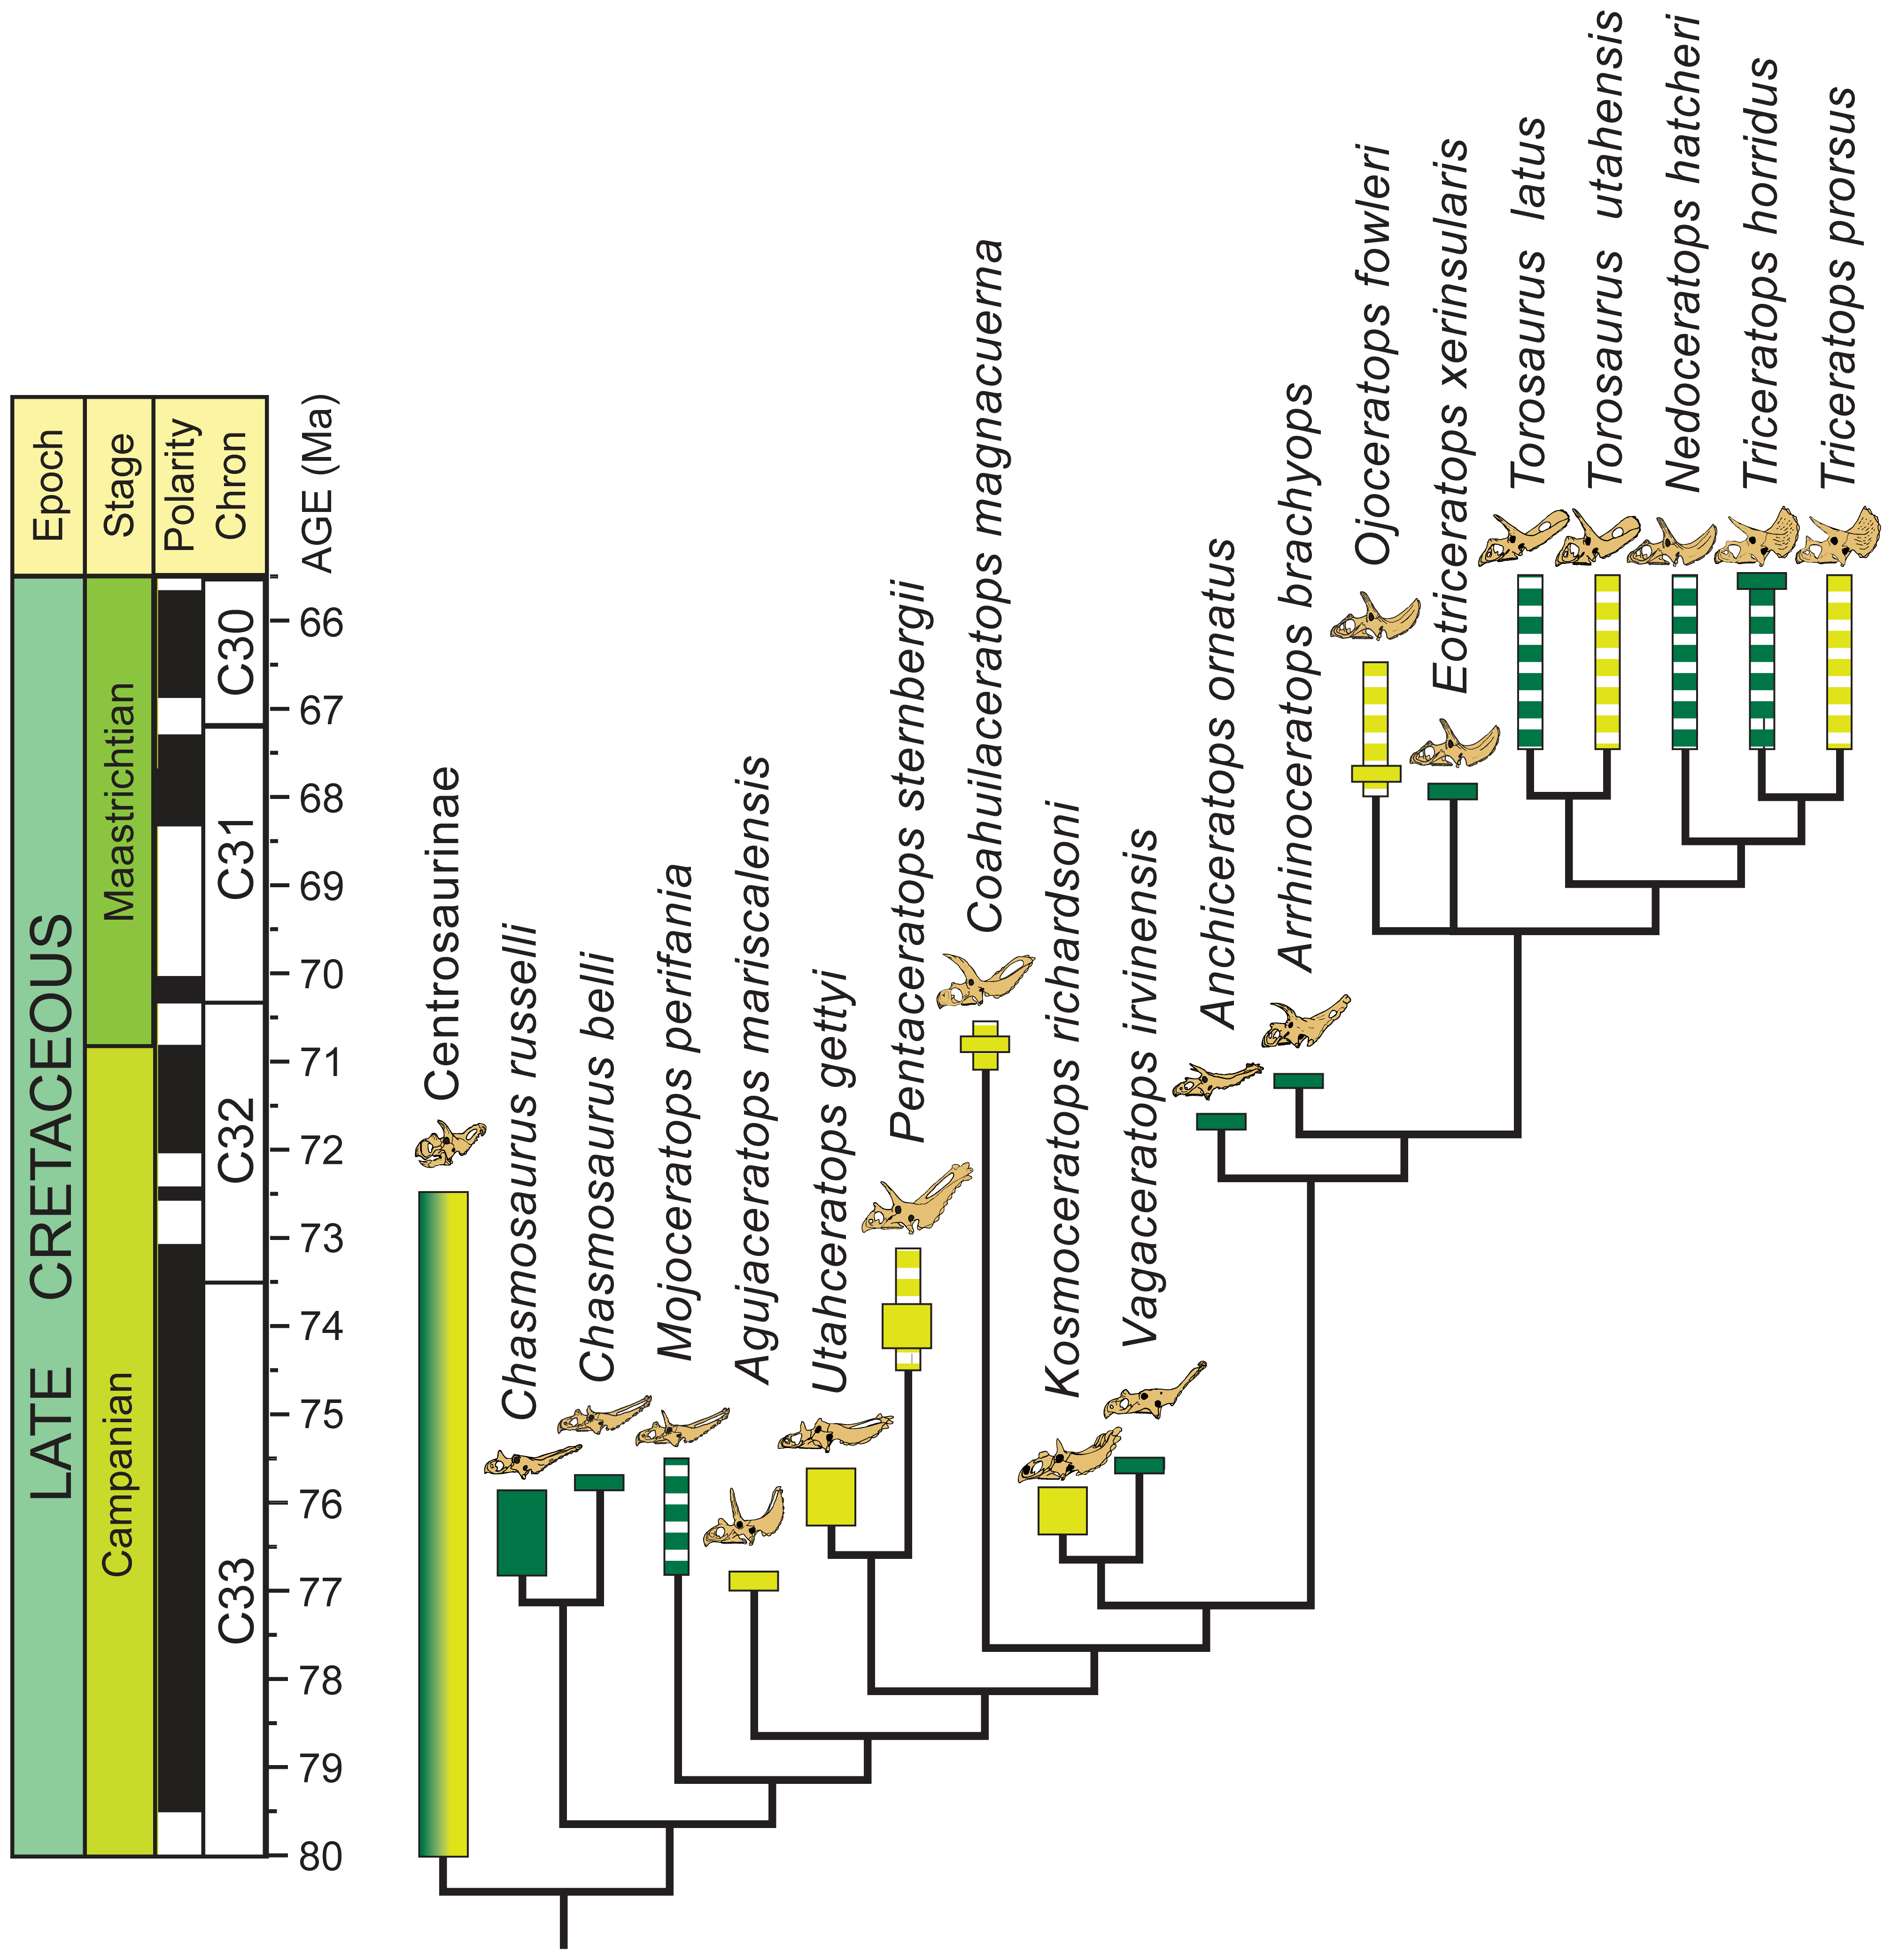 Epoch
Stage
Polarity
Chron
AGE (Ma)
LATE CRETACEOUS
Maastrichtian
Campanian
C30
C31
C32
C33
66
67
68
69
70
71
72
73
74
75
76
77
78
79
80
Centrosaurinae
Chasmosaurus russelli
Chasmosaurus belli
Mojoceratops perifania
Agujaceratops mariscalensis
Utahceratops gettyi
Pentaceratops sternbergii
Coahuilaceratops magnacuerna
Kosmoceratops richardsoni
Vagaceratops irvinensis
Anchiceratops ornatus
Arrhinoceratops brachyops
Ojoceratops fowleri
Eotriceratops xerinsularis
Torosaurus latus
Torosaurus utahensis
Nedoceratops hatcheri
Triceratops horridus
Triceratops prorsus